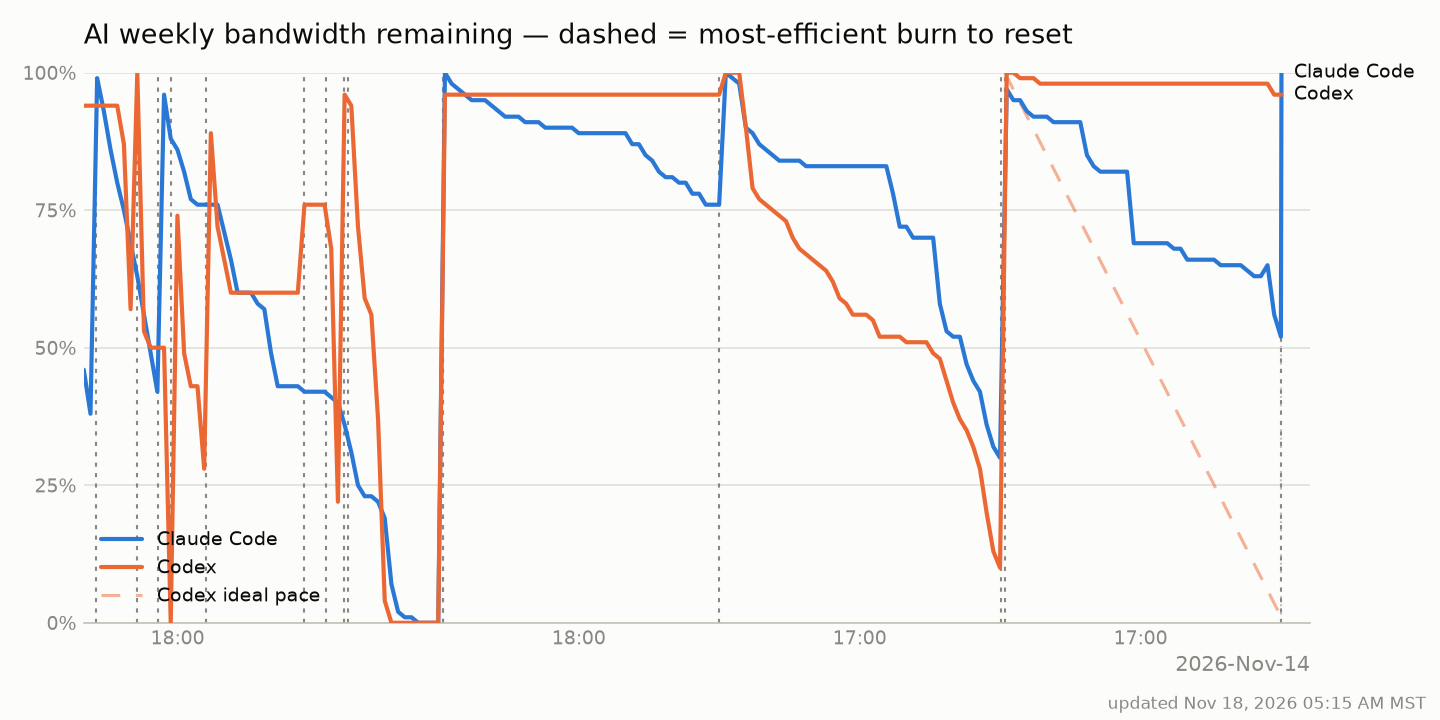 AI weekly bandwidth remaining — dashed = most-efficient burn to reset
100%
75%
50%
25%
0%
Claude Code
Codex
Claude Code
Codex
Codex ideal pace
18:00
18:00
17:00
17:00
2026-Nov-14
updated Nov 18, 2026 05:15 AM MST